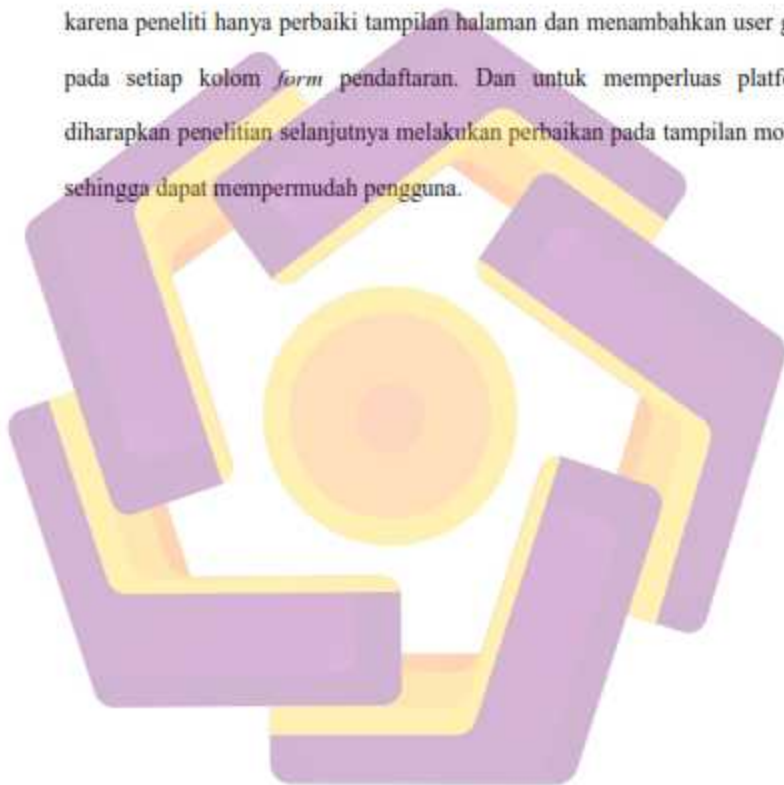 karena peneliti hanya perbaiki tampilan halaman dan menambahkan user
pada setiap kolom form pendaftaran. Dan untuk memperluas
diharapkan penelitian selanjutnya melakukan perbaikan pada tampilan
sehingga dapat mempermudah pengguna.